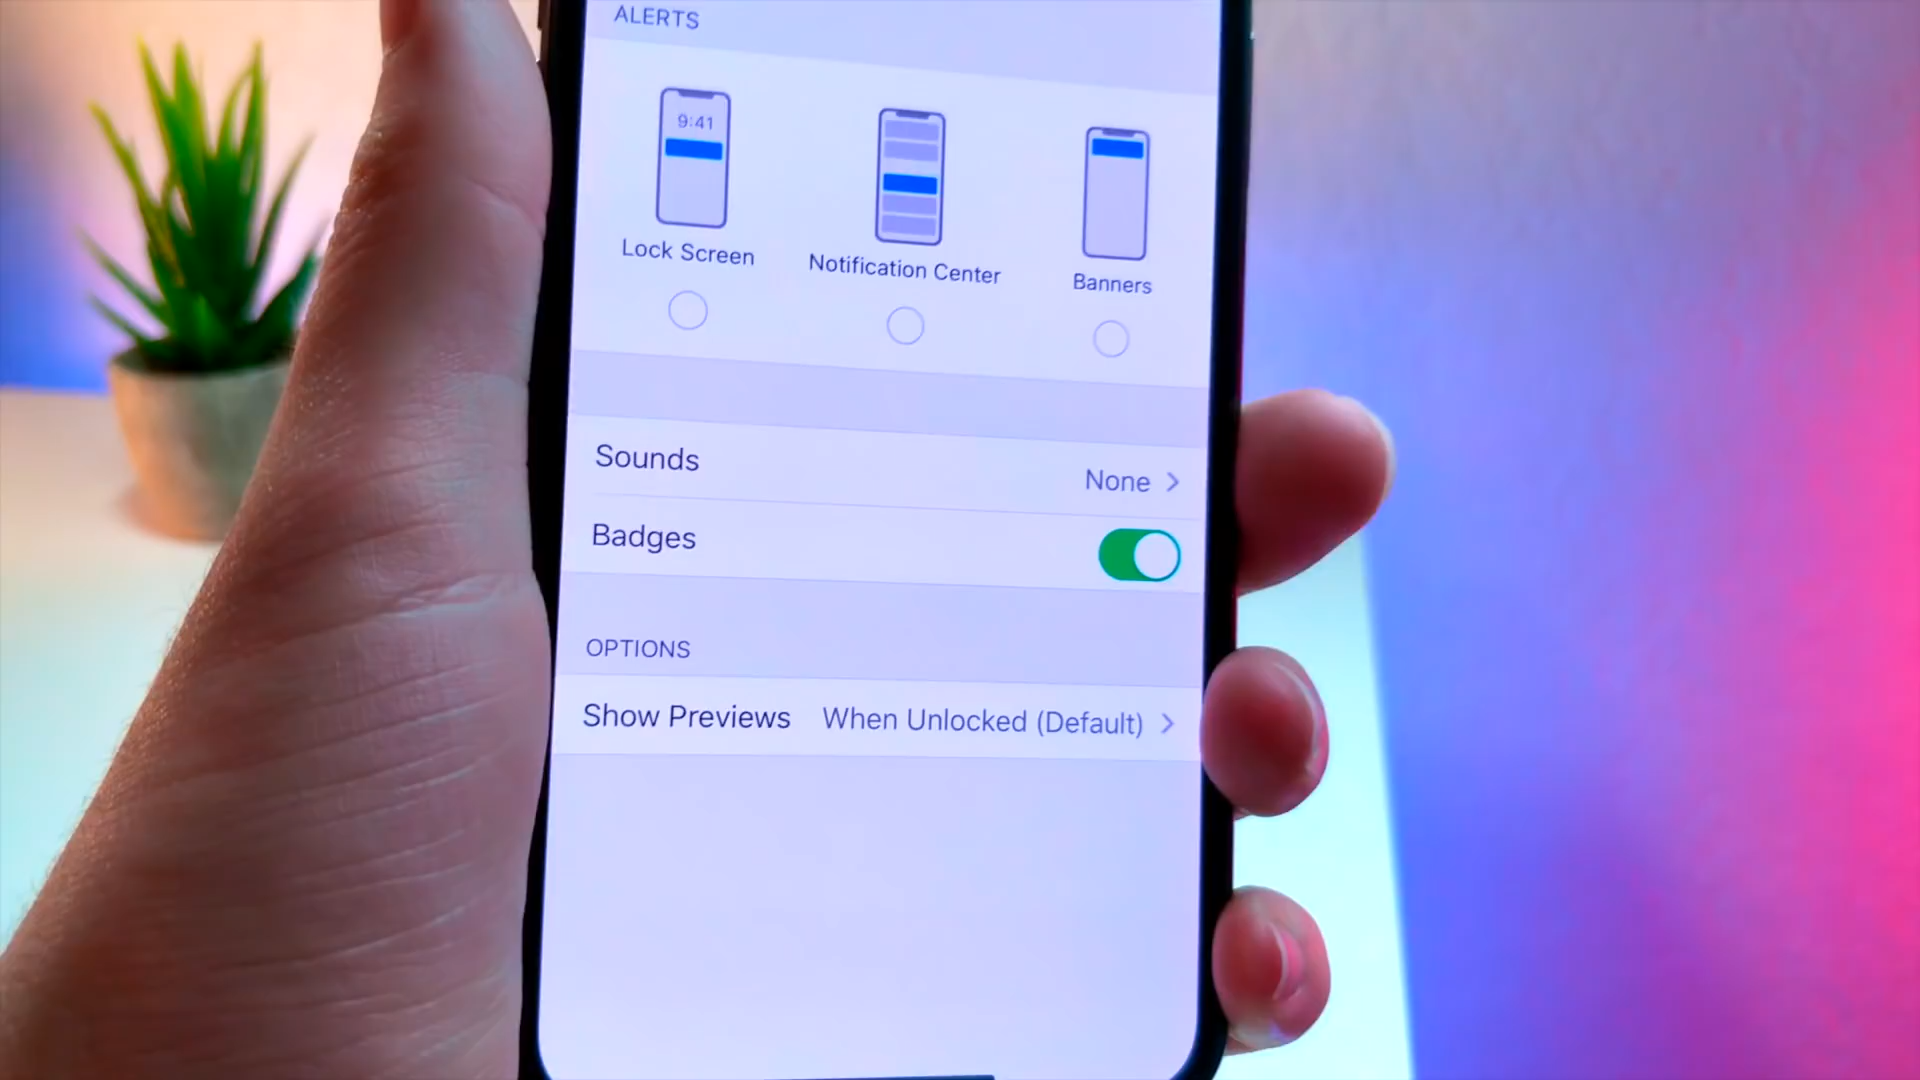 ALERTS
9:41
Lock Screen
Notification Center
Banners
Sounds
None
Badges
OPTIONS
Show Previews When Unlocked (Default)